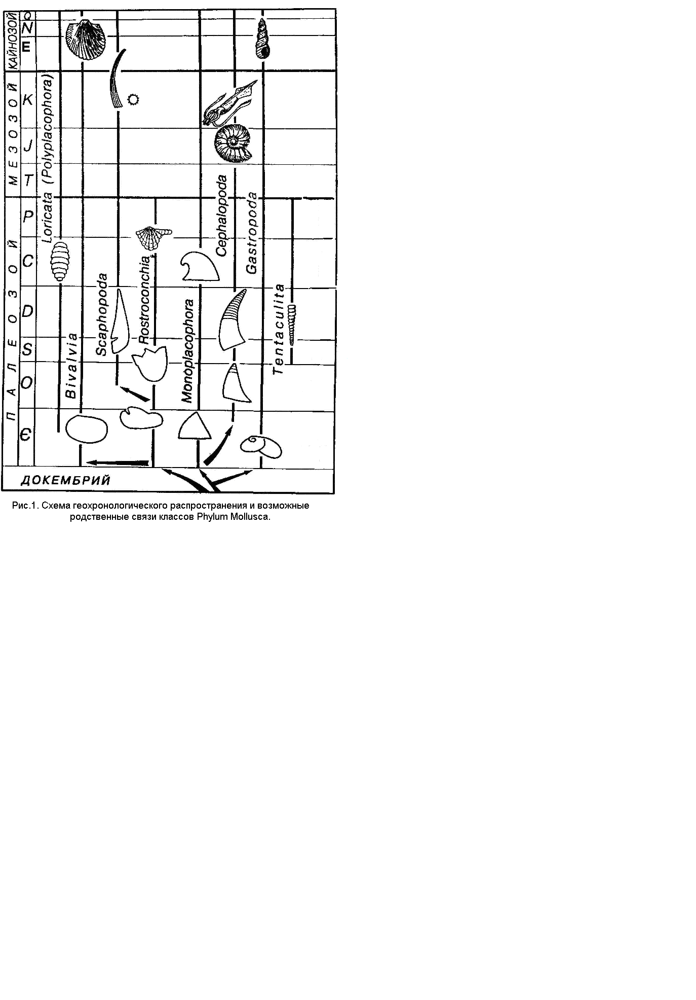 КАЙНОЗОЙ
Q
N
E
МЕЗОЗОЙ
K
J
T
ПАЛЕОЗОЙ
P
C
D
S
O
Є
Loricata (Polyplacophora)
Bivalvia
Scaphopoda
Rostroconchia
Monoplacophora
Cephalopoda
Gastropoda
Tentaculita
ДОКЕМБРИЙ
Рис.1. Схема геохронологического распространения и возможные
родственные связи классов Phylum Mollusca.